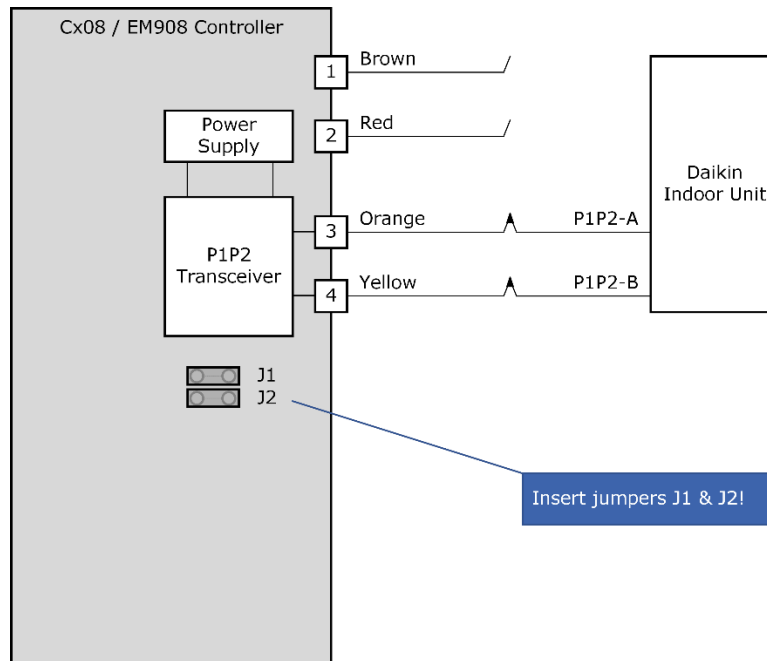 Cx08 / EM908 Controller
1
Brown
Power
Supply
2
Red
Daikin
Indoor Unit
3
Orange
P1P2-A
P1P2
Transceiver
4
Yellow
P1P2-B
J1
J2
Insert jumpers J1 & J2!